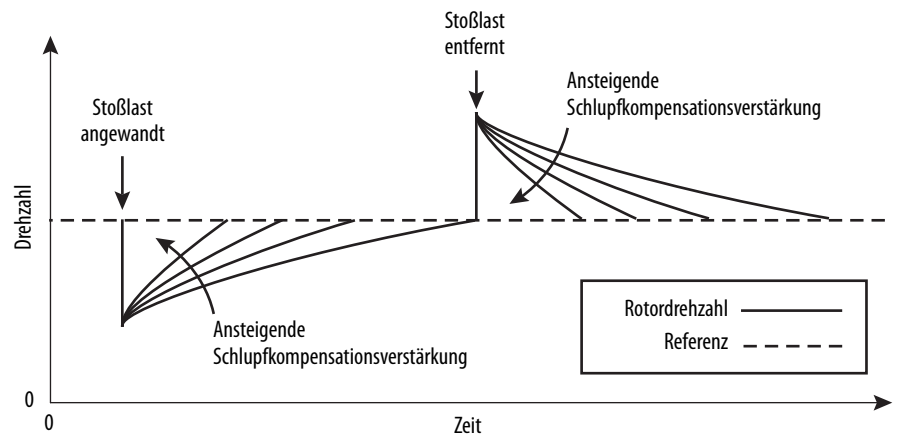 Stoßlast
entfernt
Stoßlast
angewandt
Ansteigende
Schlupfkompensationsverstärkung
Drehzahl
Ansteigende
Schlupfkompensationsverstärkung
Rotordrehzahl
Referenz
0
0
Zeit